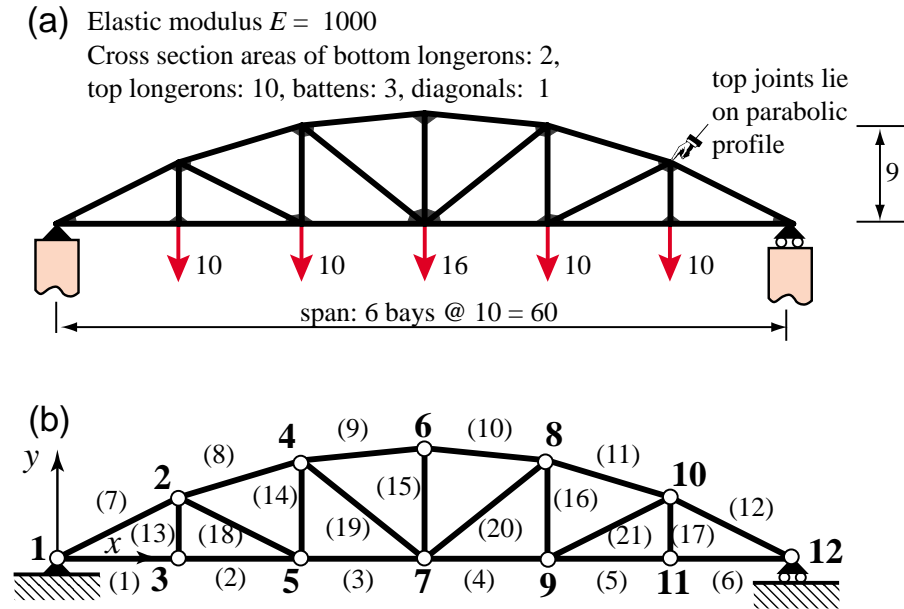 (a) Elastic modulus E = 1000
Cross section areas of bottom longerons: 2,
top longerons: 10, battens: 3, diagonals: 1
top joints lie
on parabolic
profile
9
10 10 16 10 10
span: 6 bays @ 10 = 60
(b)
y
4 (9) 6 (10) 8
(8) (11)
2 (14) (15) (16) 10
(7) (12)
(13) (18) (19) (20) (21) (17)
1 x 12
(1) 3 (2) 5 (3) 7 (4) 9 (5) 11 (6)